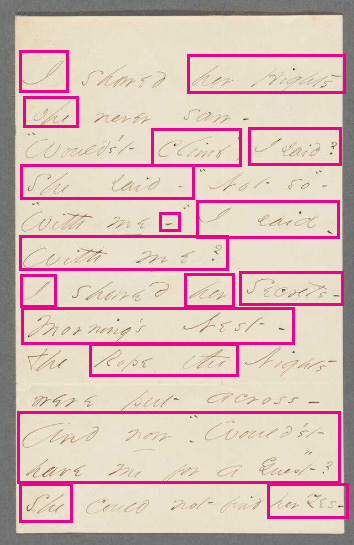 I showed her Hights
She never saw -
"Would'st Climb", I said?
She said - "Not so" -
"With me -" I said -
With me?
I showed her Secrets -
Morning's Nest -
The Rope the Nights
were put across -
And now - "Would'st
have me for a Guest"?
She could not find her Yes -